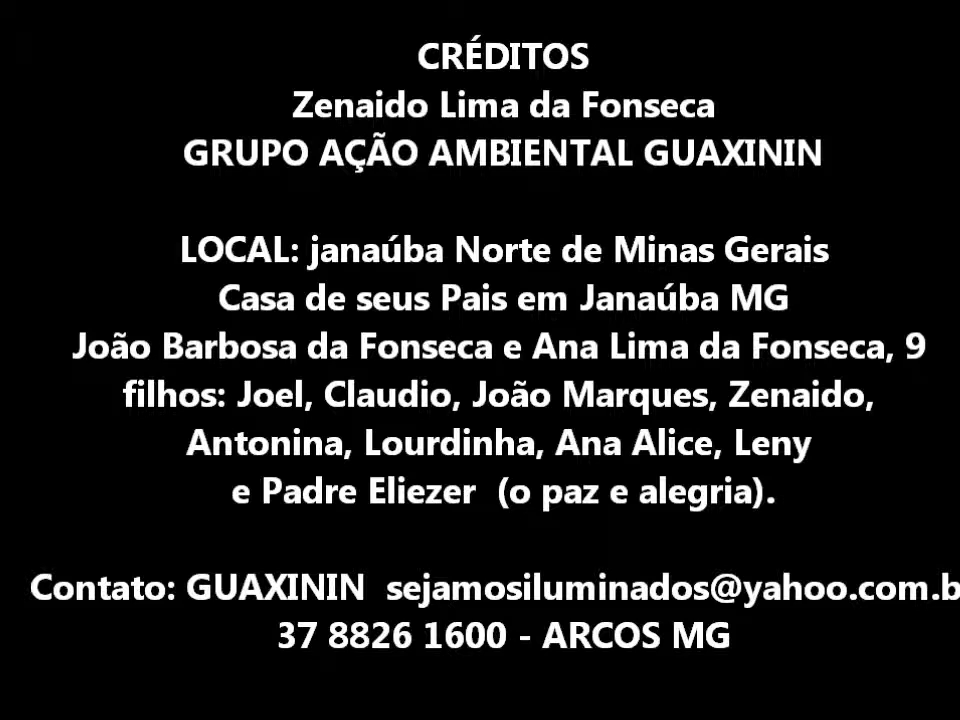 CRÉDITOS
Zenaido Lima da Fonseca
GRUPO AÇÃO AMBIENTAL GUAXININ
LOCAL: janaúba Norte de Minas Gerais
Casa de seus Pais em Janaúba MG
João Barbosa da Fonseca e Ana Lima da Fonseca, 9
filhos: Joel, Claudio, João Marques, Zenaido,
Antonina, Lourdinha, Ana Alice, Leny
e Padre Eliezer (o paz e alegria).
Contato: GUAXININ sejamosiluminados@yahoo.com.b
37 8826 1600 - ARCOS MG